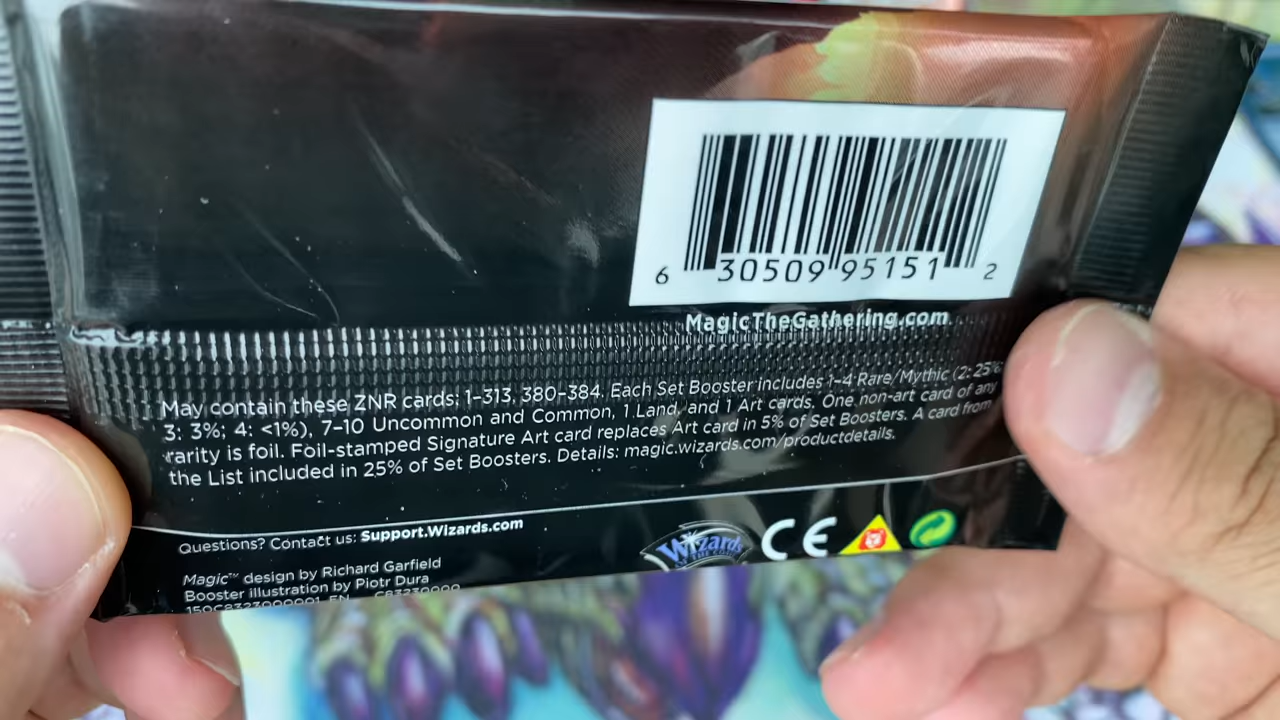 6 30509 95151 2
MagicTheGathering.com
May contain these ZNR cards: 1–313, 380–384. Each Set Booster includes 1–4 Rare/Mythic (2: 25%
3: 3%; 4: <1%), 7–10 Uncommon and Common, 1 Land, and 1 Art cards. One non-art card of any
rarity is foil. Foil-stamped Signature Art card replaces Art card in 5% of Set Boosters. A card from
the List included in 25% of Set Boosters. Details: magic.wizards.com/productdetails.
Questions? Contact us: Support.Wizards.com
Wizards
CE
Magic™ design by Richard Garfield
Booster illustration by Piotr Dura